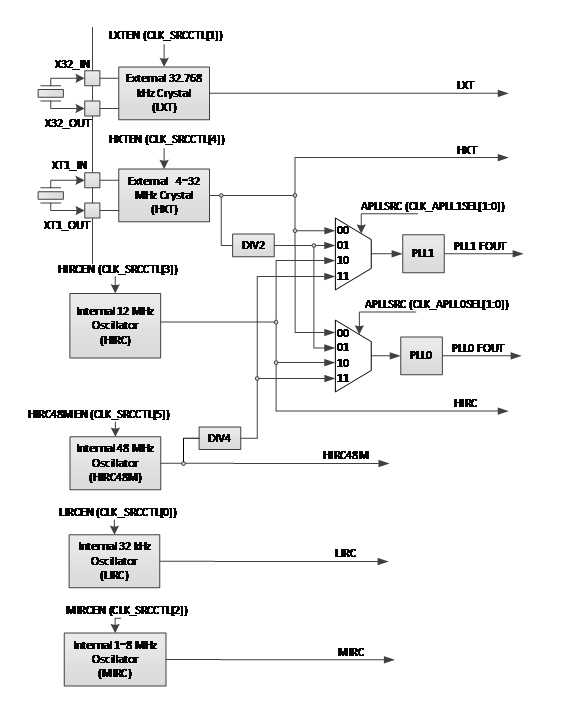 LXTEN (CLK_SRCCTL[1])
X32_IN
External 32.768
kHz Crystal
(LXT)
LXT
X32_OUT
HXTEN (CLK_SRCCTL[4])
HXT
XT1_IN
External 4~32
MHz Crystal
(HXT)
XT1_OUT
APLLSRC (CLK_APLL1SEL[1:0])
00
01
10
11
DIV2
PLL1
PLL1 FOUT
HIRCEN (CLK_SRCCTL[3])
Internal 12 MHz
Oscillator
(HIRC)
APLLSRC (CLK_APLL0SEL[1:0])
00
01
10
11
PLL0
PLL0 FOUT
HIRC
HIRC48MEN (CLK_SRCCTL[5])
DIV4
Internal 48 MHz
Oscillator
(HIRC48M)
HIRC48M
LIRCEN (CLK_SRCCTL[0])
Internal 32 kHz
Oscillator
(LIRC)
LIRC
MIRCEN (CLK_SRCCTL[2])
Internal 1~8 MHz
Oscillator
(MIRC)
MIRC